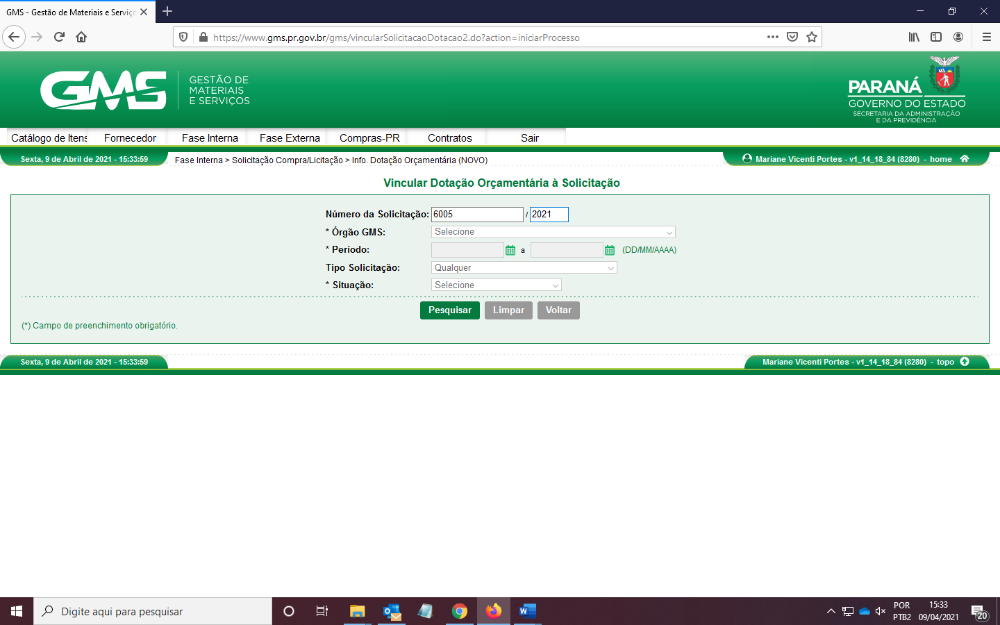 GMS - Gestão de Materiais e Serviço
https://www.gms.pr.gov.br/gms/vincularSolicitacaoDotacao2.do?action=iniciarProcesso
GMS
GESTÃO DE
MATERIAIS
E SERVIÇOS
PARANÁ
GOVERNO DO ESTADO
SECRETARIA DA ADMINISTRAÇÃO
E DA PREVIDÊNCIA
Catálogo de Itens Fornecedor Fase Interna Fase Externa Compras-PR Contratos Sair
Sexta, 9 de Abril de 2021 - 15:33:59 Fase Interna > Solicitação Compra/Licitação > Info. Dotação Orçamentária (NOVO) Mariane Vicenti Portes - v1_14_18_84 (8280) - home
Vincular Dotação Orçamentária à Solicitação
Número da Solicitação: 6005 / 2021
* Órgão GMS: Selecione
* Período: a (DD/MM/AAAA)
Tipo Solicitação: Qualquer
* Situação: Selecione
Pesquisar Limpar Voltar
(*) Campo de preenchimento obrigatório.
Sexta, 9 de Abril de 2021 - 15:33:59 Mariane Vicenti Portes - v1_14_18_84 (8280) - topo
Digite aqui para pesquisar
POR
PTB2
15:33
09/04/2021
20